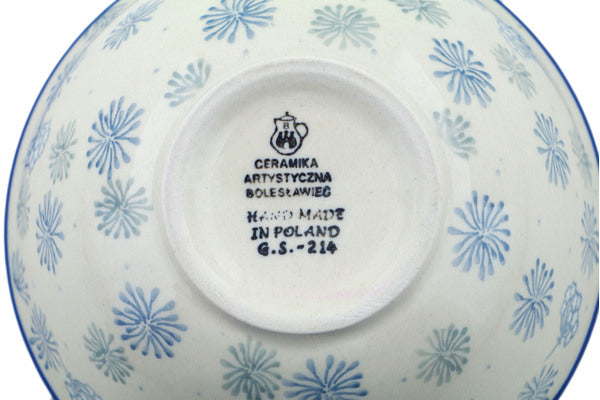 B
CERAMIKA
ARTYSTYCZNA
BOLESŁAWIEC
HAND MADE
IN POLAND
G.S.-214